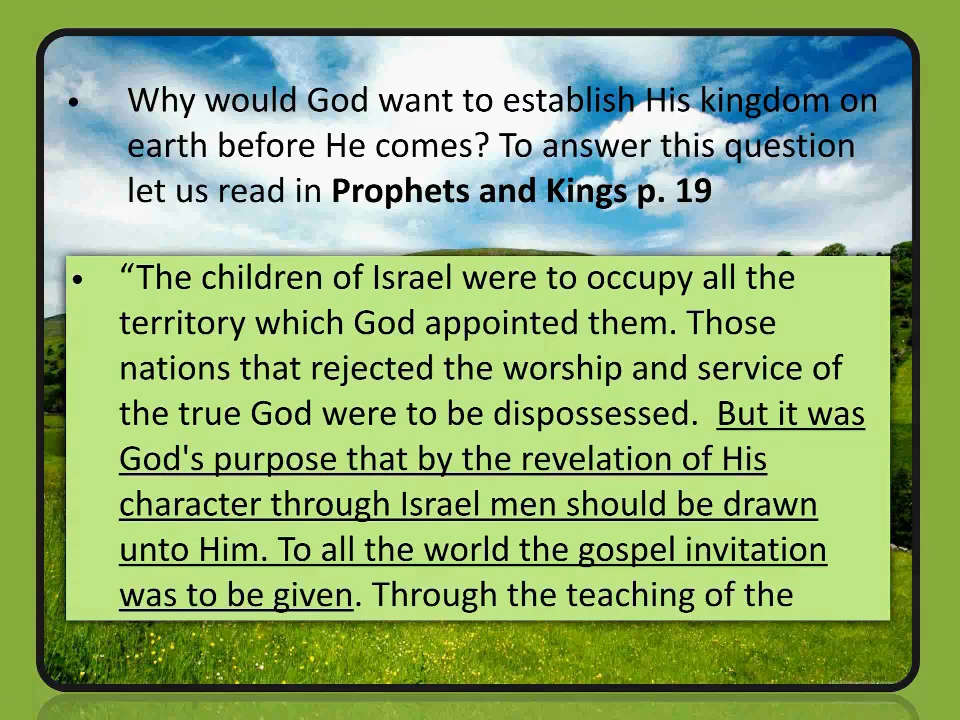 • Why would God want to establish His kingdom on
earth before He comes? To answer this question
let us read in Prophets and Kings p. 19
• “The children of Israel were to occupy all the
territory which God appointed them. Those
nations that rejected the worship and service of
the true God were to be dispossessed.  But it was
God's purpose that by the revelation of His
character through Israel men should be drawn
unto Him. To all the world the gospel invitation
was to be given. Through the teaching of the